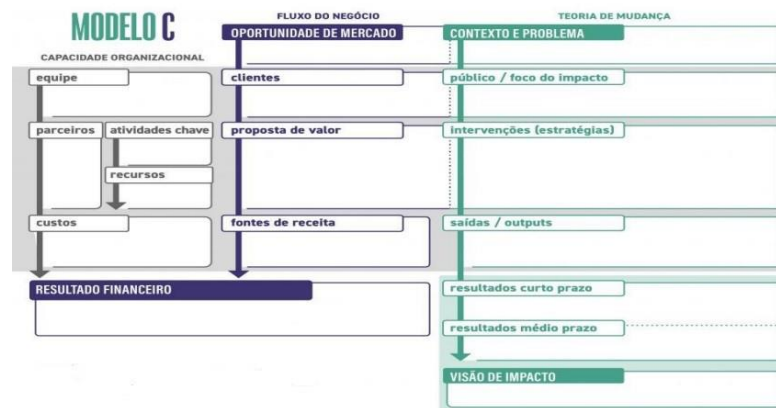 MODELO C
CAPACIDADE ORGANIZACIONAL
equipe
parceiros
atividades chave
recursos
custos
FLUXO DO NEGÓCIO
OPORTUNIDADE DE MERCADO
clientes
proposta de valor
fontes de receita
RESULTADO FINANCEIRO
TEORIA DE MUDANÇA
CONTEXTO E PROBLEMA
público / foco do impacto
intervenções (estratégias)
saídas / outputs
resultados curto prazo
resultados médio prazo
VISÃO DE IMPACTO